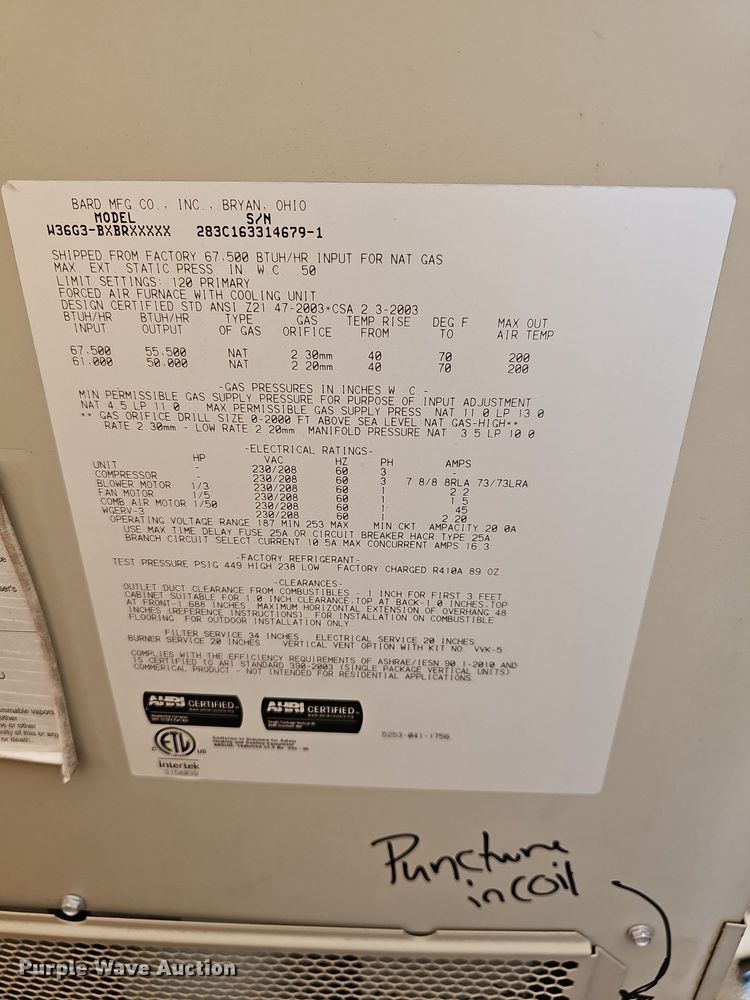 BARD MFG CO., INC., BRYAN, OHIO
MODEL S/N
W36G3-BXBRXXXXX 283C163314679-1
SHIPPED FROM FACTORY 67.500 BTUH/HR INPUT FOR NAT GAS
MAX. EXT. STATIC PRESS. IN W.C. 50
LIMIT SETTINGS: 120 PRIMARY
FORCED AIR FURNACE WITH COOLING UNIT
DESIGN CERTIFIED STD ANSI Z21 47-2003•CSA 2 3-2003
BTUH/HR BTUH/HR TYPE GAS TEMP RISE DEG F MAX OUT
INPUT OUTPUT OF GAS ORIFICE FROM TO AIR TEMP
67.500 55.500 NAT 2 30mm 40 70 200
61.000 50.000 NAT 2 20mm 40 70 200
-GAS PRESSURES IN INCHES W C -
MIN PERMISSIBLE GAS SUPPLY PRESSURE FOR PURPOSE OF INPUT ADJUSTMENT
NAT 4 5 LP 11 0 MAX PERMISSIBLE GAS SUPPLY PRESS NAT 11 0 LP 13 0
** GAS ORIFICE DRILL SIZE 0-2000 FT ABOVE SEA LEVEL NAT GAS-HIGH**
RATE 2 30mm - LOW RATE 2 20mm MANIFOLD PRESSURE NAT 3 5 LP 10 0
-ELECTRICAL RATINGS-
HP VAC HZ PH AMPS
UNIT - 230/208 60 3 -
COMPRESSOR - 230/208 60 3 7 8/8 8RLA 73/73LRA
BLOWER MOTOR 1/3 230/208 60 1 2 2
FAN MOTOR 1/5 230/208 60 1 1 5
COMB AIR MOTOR 1/50 230/208 60 1 45
WGERV-3 230/208 60 1 2 20
OPERATING VOLTAGE RANGE 187 MIN 253 MAX MIN CKT AMPACITY 20 0A
USE MAX TIME DELAY FUSE 25A OR CIRCUIT BREAKER HACR TYPE 25A
BRANCH CIRCUIT SELECT CURRENT 10 5A MAX CONCURRENT AMPS 16 3
-FACTORY REFRIGERANT-
TEST PRESSURE PSIG 449 HIGH 238 LOW FACTORY CHARGED R410A 89 OZ
-CLEARANCES-
OUTLET DUCT CLEARANCE FROM COMBUSTIBLES - 1 INCH FOR FIRST 3 FEET
CABINET SUITABLE FOR 1 0 INCH CLEARANCE.TOP AT BACK-1 0 INCHES.TOP
AT FRONT-1 688 INCHES MAXIMUM HORIZONTAL EXTENSION OF OVERHANG 48
INCHES (REFERENCE INSTRUCTIONS) FOR INSTALLATION ON COMBUSTIBLE
FLOORING. FOR OUTDOOR INSTALLATION ONLY
FILTER SERVICE 34 INCHES ELECTRICAL SERVICE 20 INCHES
BURNER SERVICE 20 INCHES VERTICAL VENT OPTION WITH KIT NO VVK-5
COMPLIES WITH THE EFFICIENCY REQUIREMENTS OF ASHRAE/IESN 90 1-2010 AND
IS CERTIFIED TO ARI STANDARD 390-2003 (SINGLE PACKAGE VERTICAL UNITS)
COMMERICAL PRODUCT - NOT INTENDED FOR RESIDENTIAL APPLICATIONS
AHRI CERTIFIED AHRI CERTIFIED
ETL
Intertek
5253-041-1756
mmable vapors
other
or death.
Puncture
in coil
Purple Wave Auction